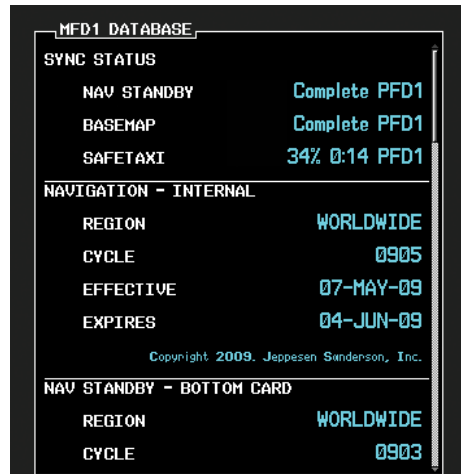 MFD1 DATABASE
SYNC STATUS
NAV STANDBY Complete PFD1
BASEMAP Complete PFD1
SAFETAXI 34% 0:14 PFD1
NAVIGATION - INTERNAL
REGION WORLDWIDE
CYCLE 0905
EFFECTIVE 07-MAY-09
EXPIRES 04-JUN-09
Copyright 2009. Jeppesen Sanderson, Inc.
NAV STANDBY - BOTTOM CARD
REGION WORLDWIDE
CYCLE 0903